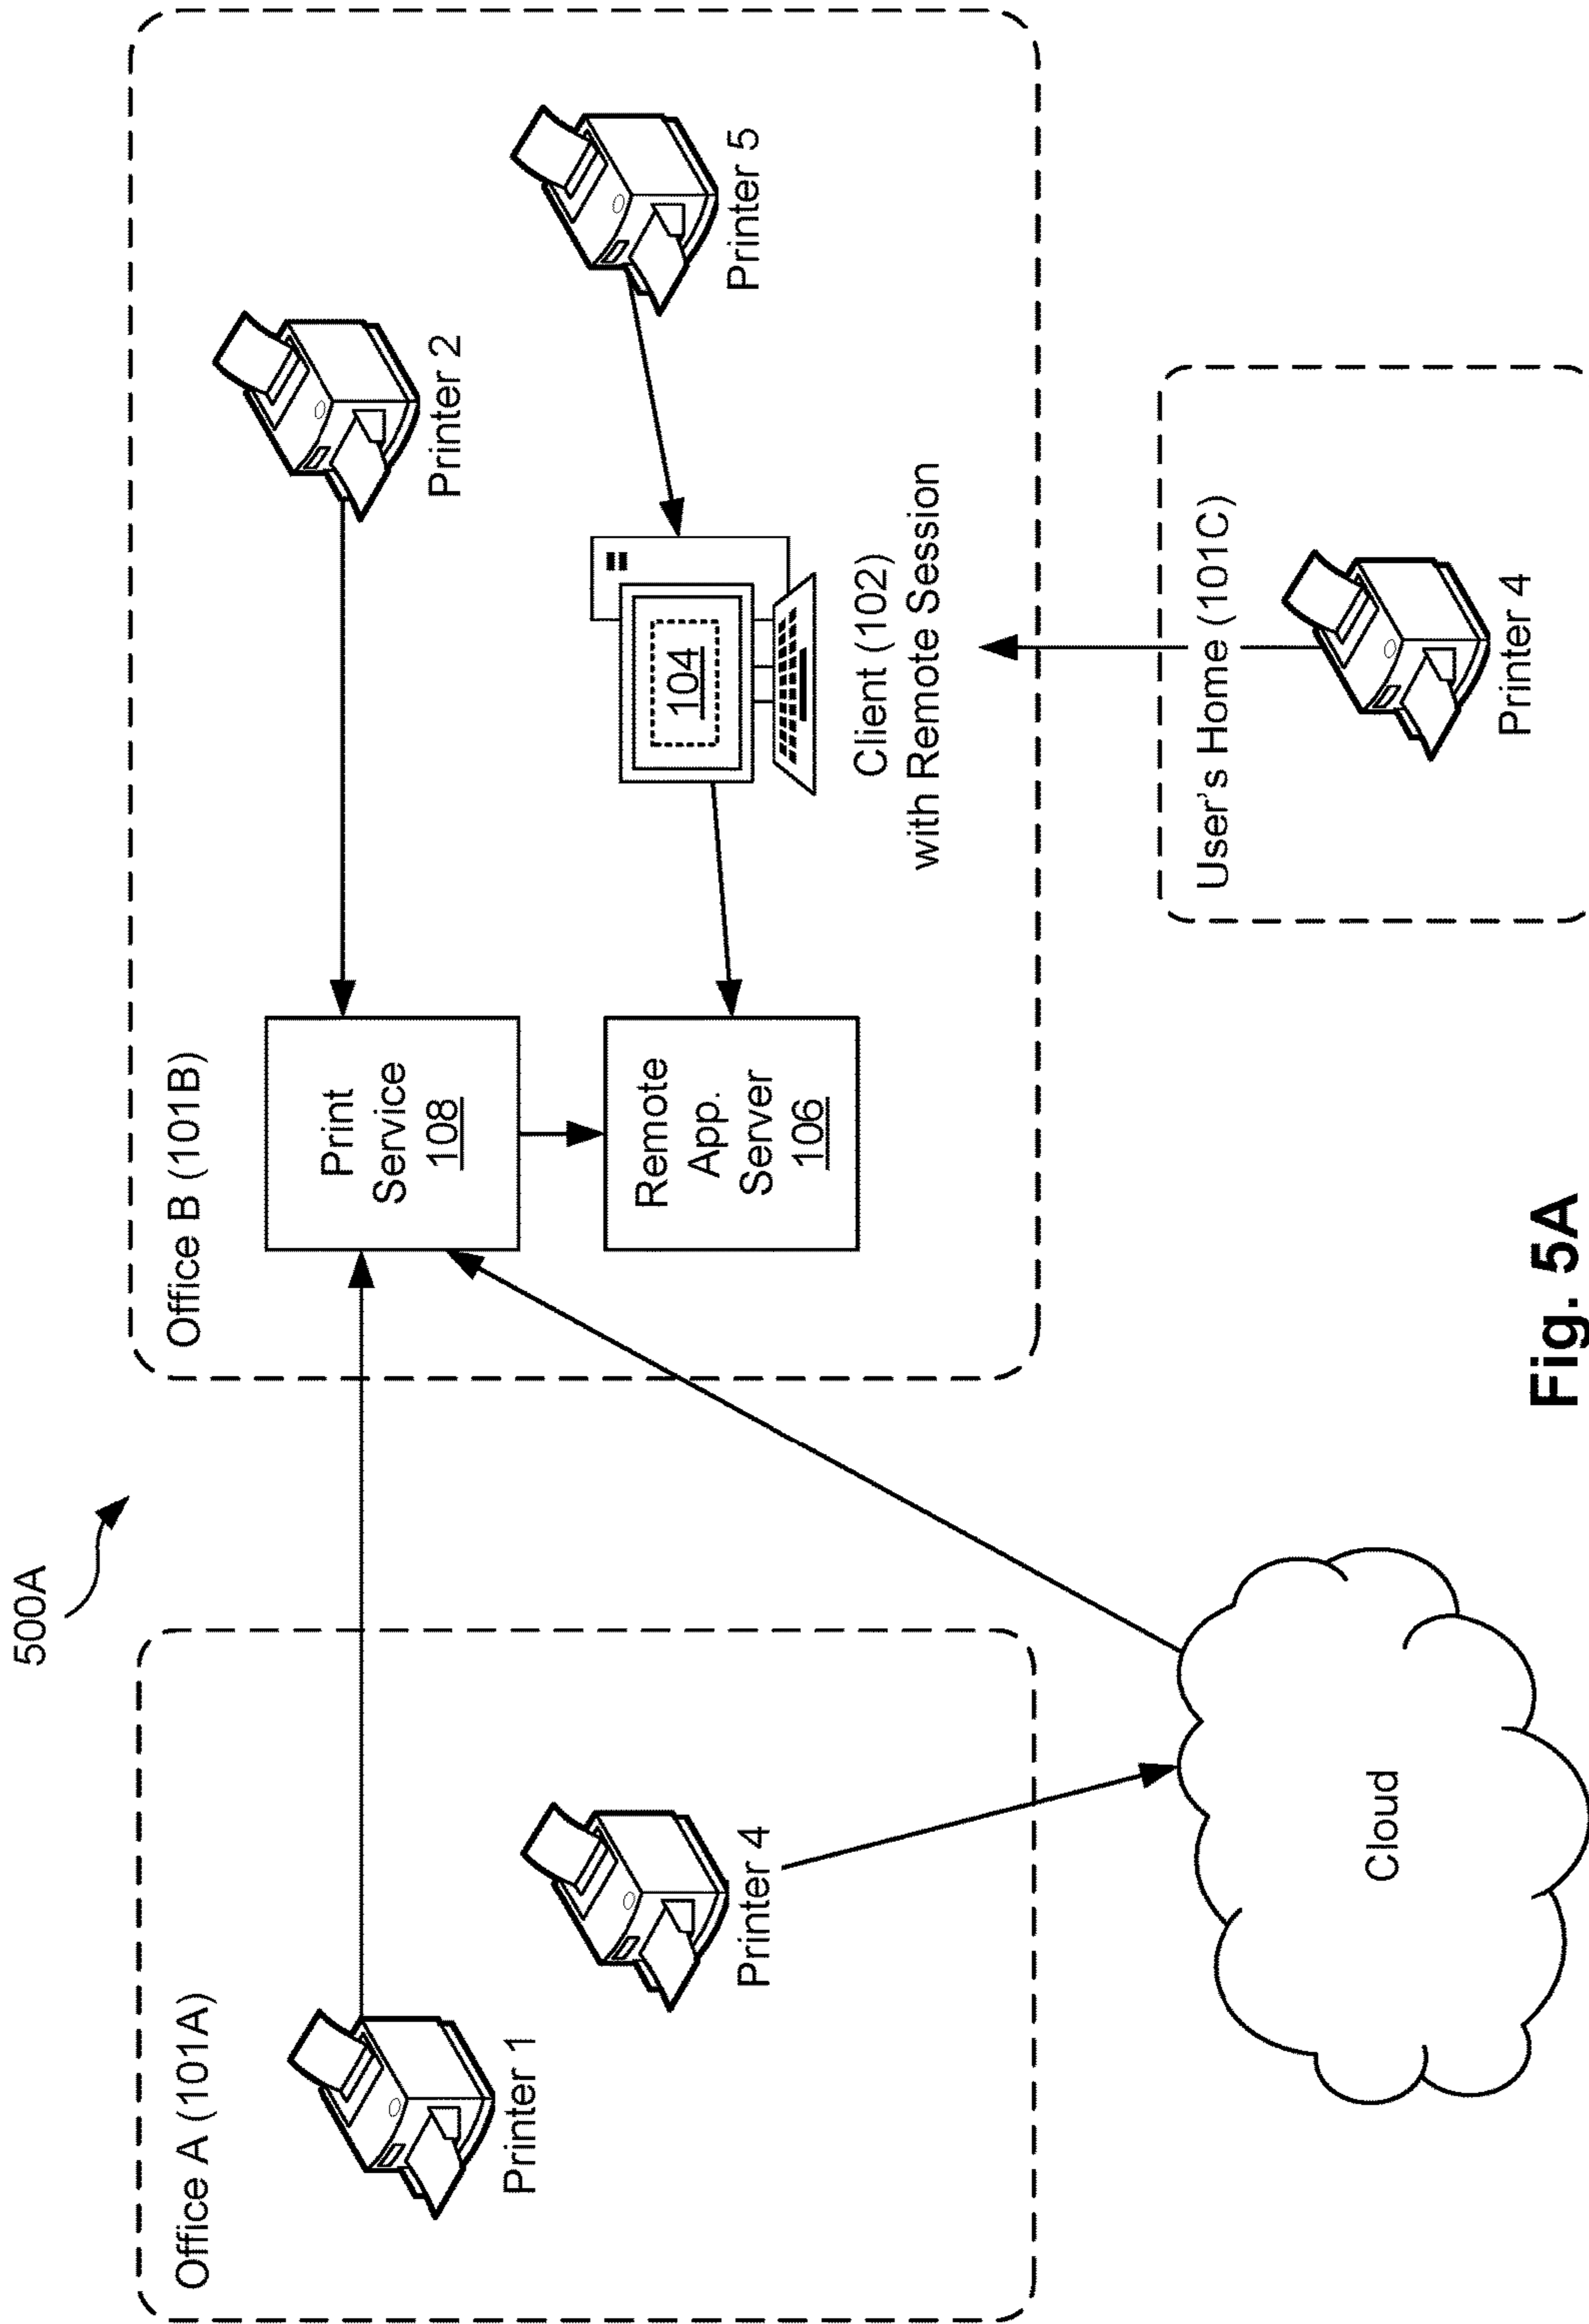 500A
Office A (101A)
Printer 1
Printer 4
Cloud
Office B (101B)
Print
Service
108
Remote
App.
Server
106
Printer 2
Printer 5
104
Client (102)
with Remote Session
User's Home (101C)
Printer 4
Fig. 5A